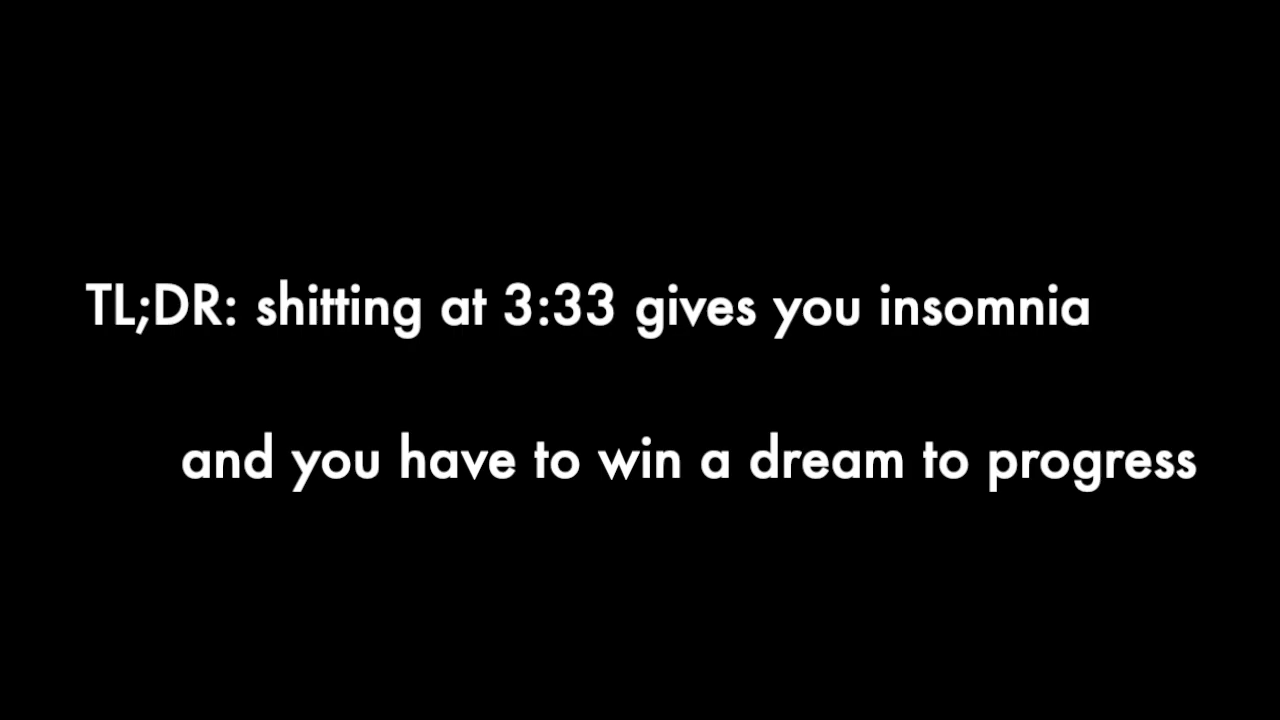 TL;DR: shitting at 3:33 gives you insomnia
and you have to win a dream to progress